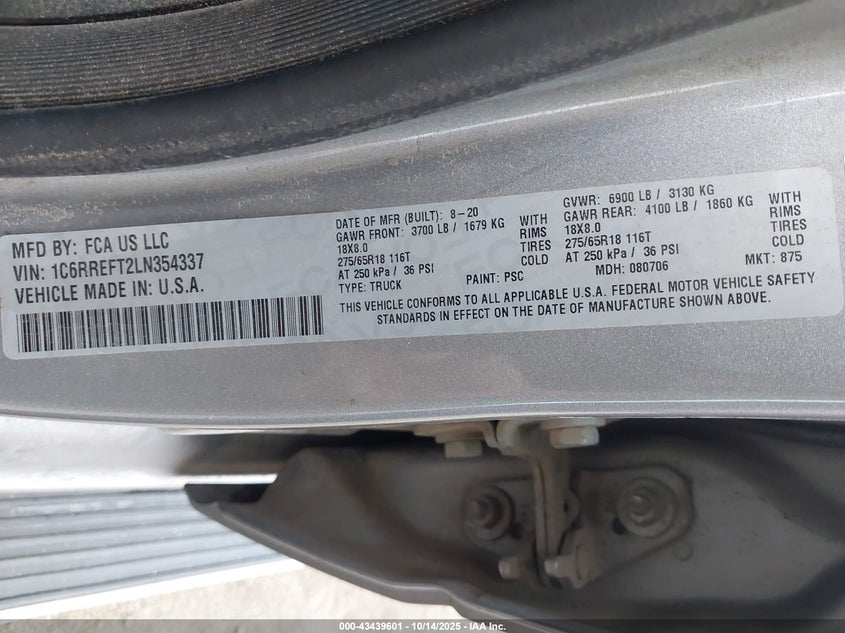 MFD BY: FCA US LLC
VIN: 1C6RREFT2LN354337
VEHICLE MADE IN: U.S.A.
DATE OF MFR (BUILT): 8-20
GAWR FRONT: 3700 LB / 1679 KG WITH
18X8.0 RIMS
275/65R18 116T TIRES
AT 250 kPa / 36 PSI COLD
TYPE: TRUCK PAINT: PSC
GVWR: 6900 LB / 3130 KG
GAWR REAR: 4100 LB / 1860 KG WITH
18X8.0 RIMS
275/65R18 116T TIRES
AT 250 kPa / 36 PSI COLD
MDH: 080706 MKT: 875
THIS VEHICLE CONFORMS TO ALL APPLICABLE U.S.A. FEDERAL MOTOR VEHICLE SAFETY
STANDARDS IN EFFECT ON THE DATE OF MANUFACTURE SHOWN ABOVE.
000-43439601 - 10/14/2025 - IAA Inc.